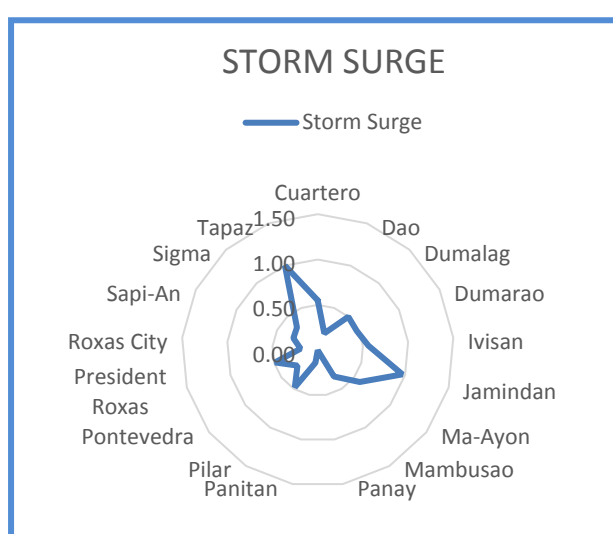 STORM SURGE
Storm Surge
Cuartero
Tapaz
1.50
Dao
Sigma
Dumalag
1.00
Sapi-An
Dumarao
0.50
Roxas City
Ivisan
0.00
President
Roxas
Jamindan
Pontevedra
Ma-Ayon
Pilar
Mambusao
Panitan
Panay